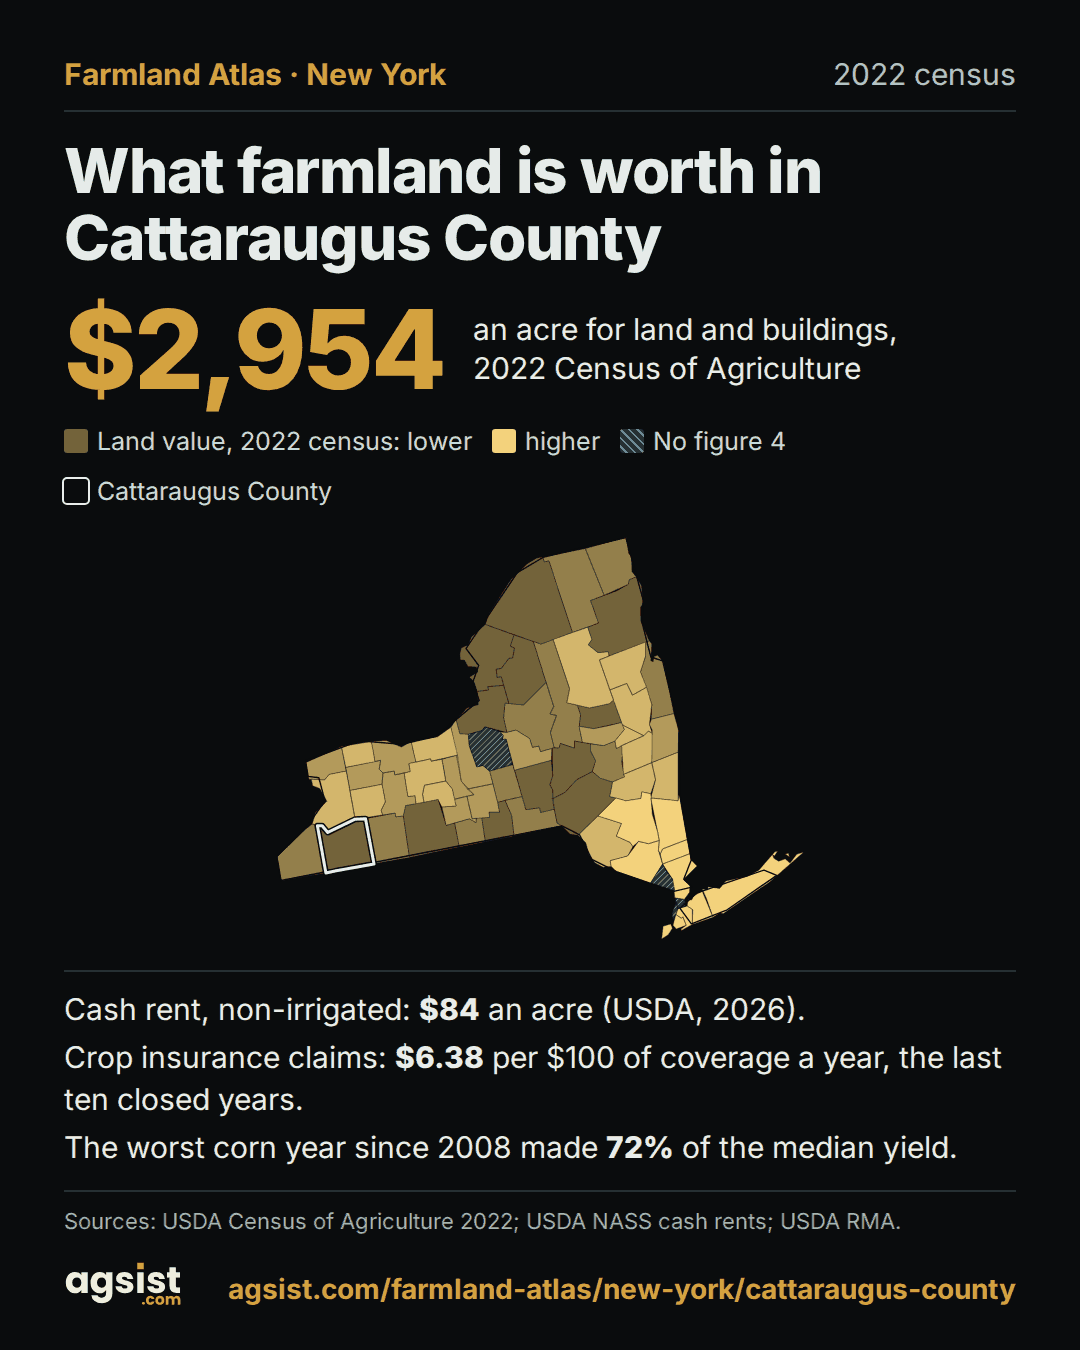 Farmland Atlas · New York
2022 census
What farmland is worth in
Cattaraugus County
$2,954
an acre for land and buildings,
2022 Census of Agriculture
Land value, 2022 census: lower
higher
No figure 4
Cattaraugus County
Cash rent, non-irrigated: $84 an acre (USDA, 2026).
Crop insurance claims: $6.38 per $100 of coverage a year, the last
ten closed years.
The worst corn year since 2008 made 72% of the median yield.
Sources: USDA Census of Agriculture 2022; USDA NASS cash rents; USDA RMA.
agsist
.com
agsist.com/farmland-atlas/new-york/cattaraugus-county